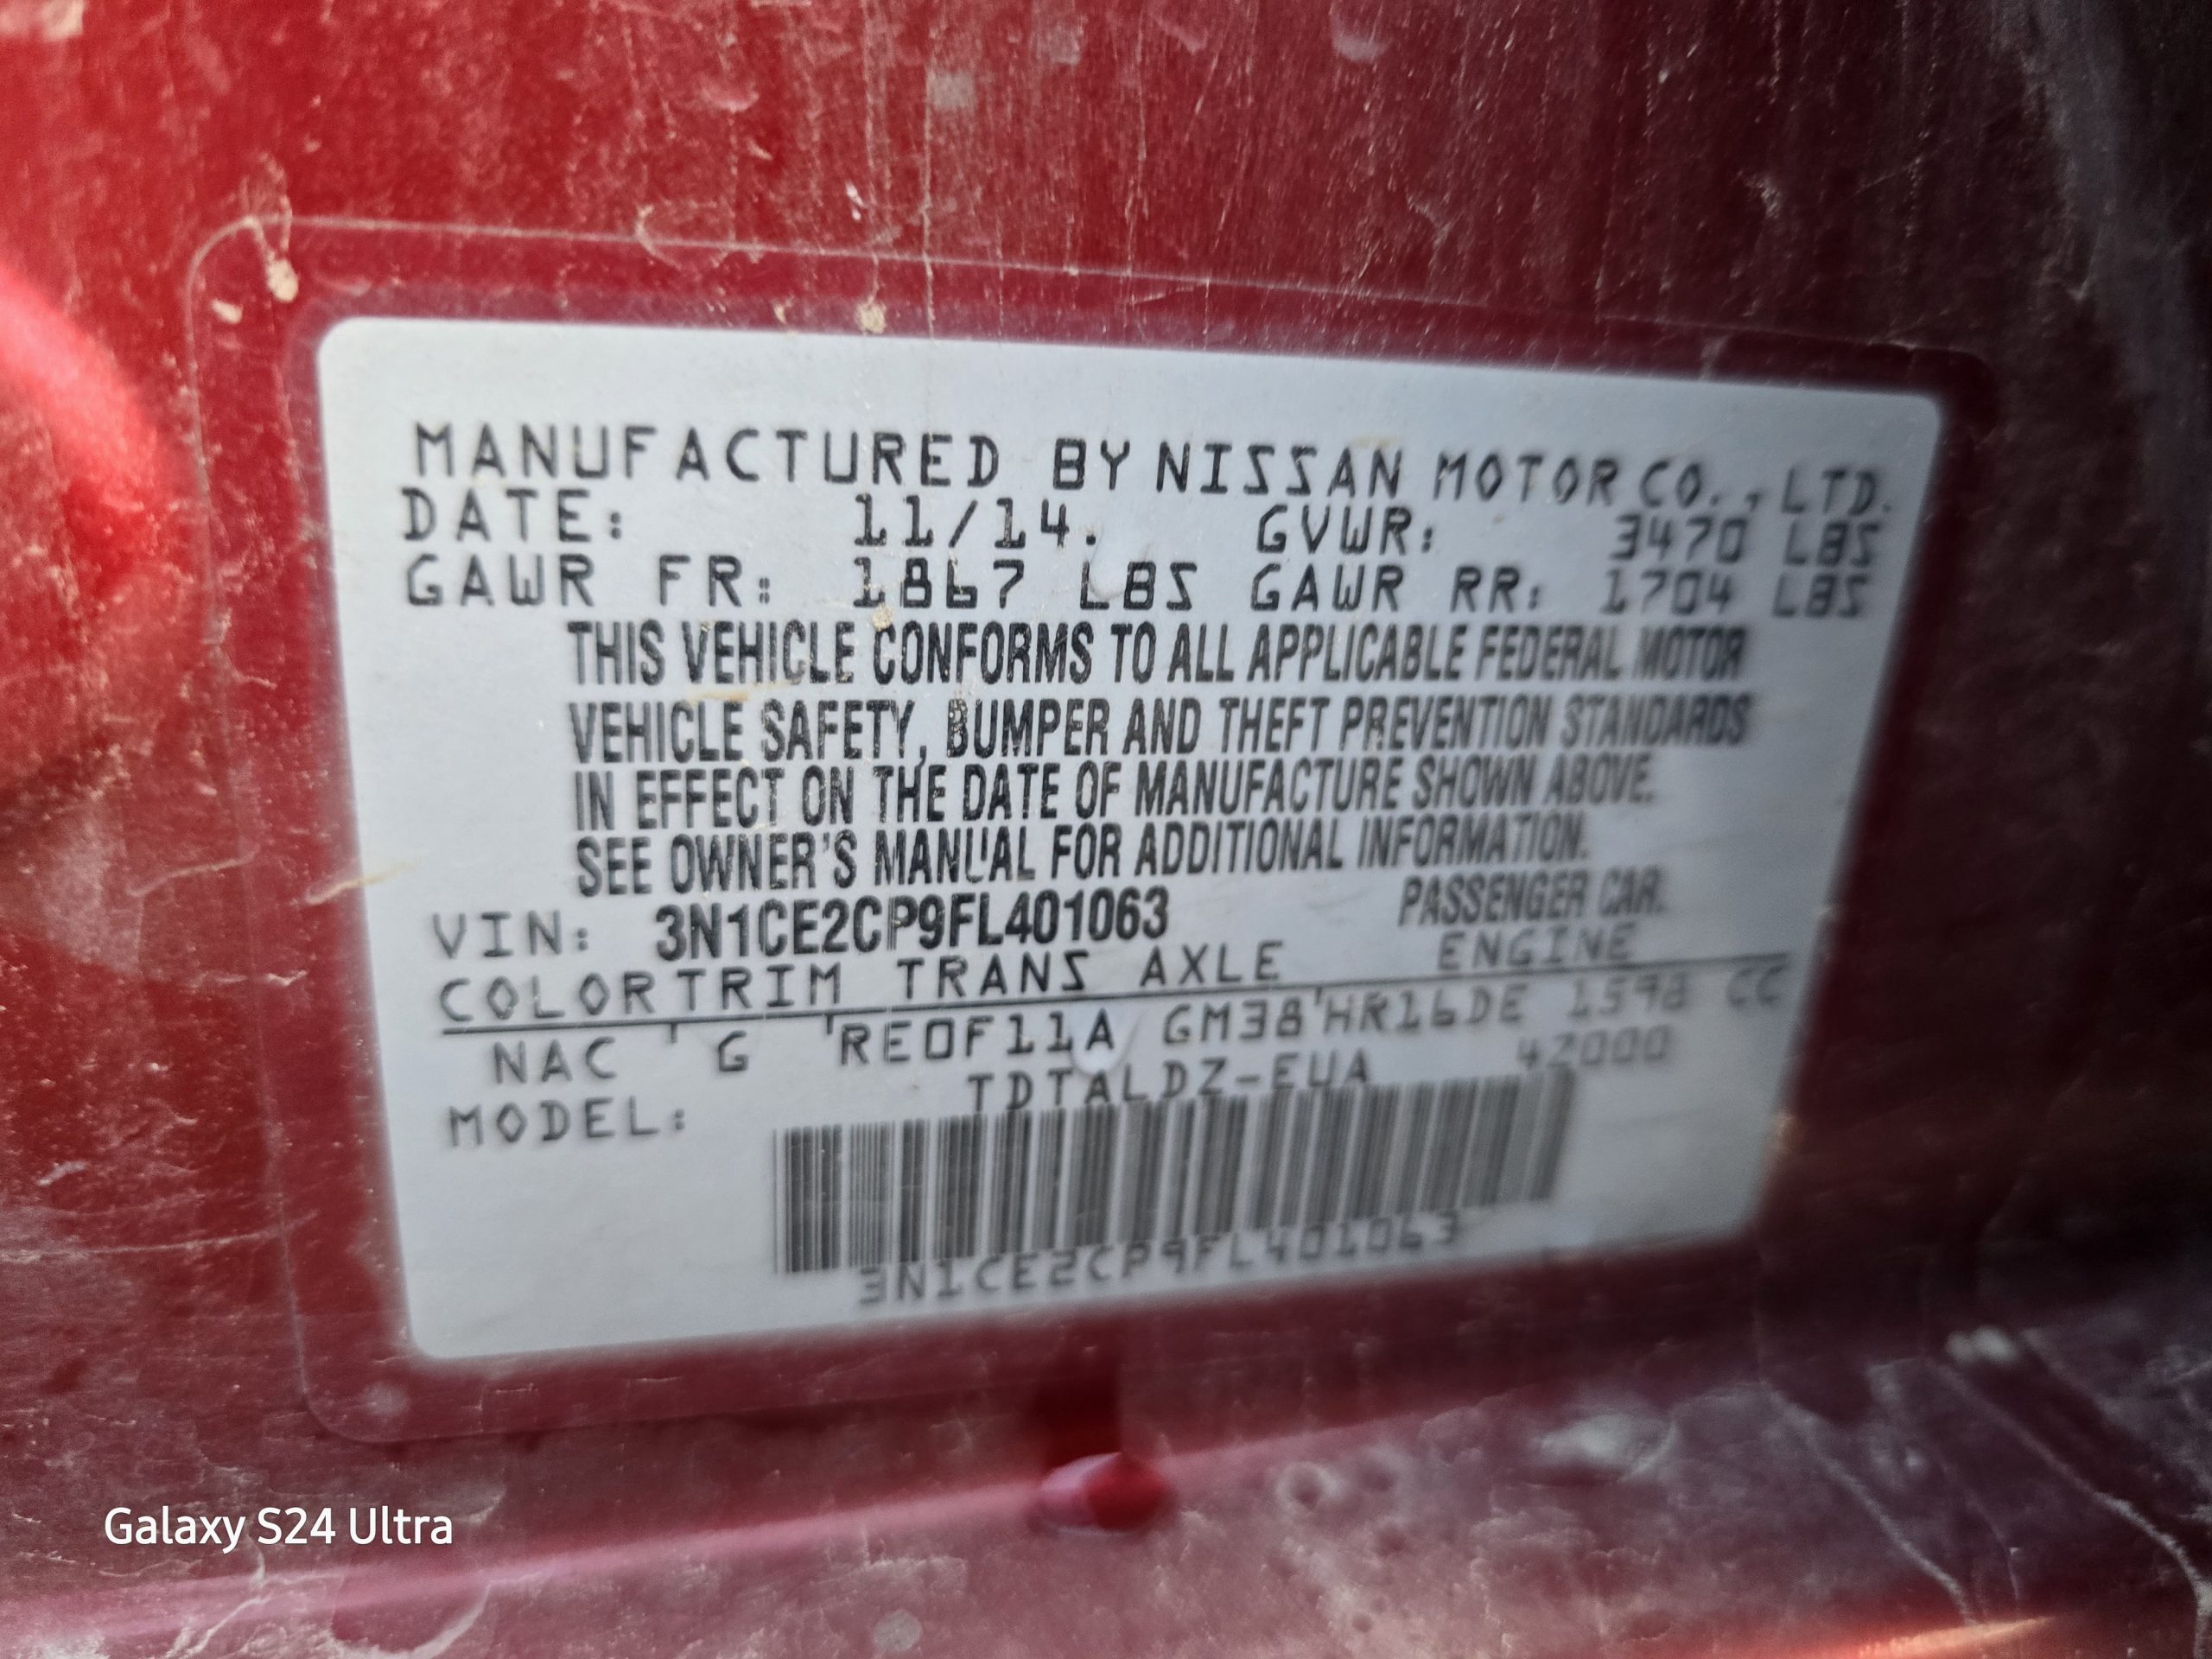 MANUFACTURED BY NISSAN MOTOR CO., LTD.
DATE: 11/14. GVWR: 3470 LBS
GAWR FR: 1867 LBS GAWR RR: 1704 LBS
THIS VEHICLE CONFORMS TO ALL APPLICABLE FEDERAL MOTOR
VEHICLE SAFETY, BUMPER AND THEFT PREVENTION STANDARDS
IN EFFECT ON THE DATE OF MANUFACTURE SHOWN ABOVE.
SEE OWNER'S MANUAL FOR ADDITIONAL INFORMATION.
VIN: 3N1CE2CP9FL401063 PASSENGER CAR.
COLOR TRIM TRANS AXLE ENGINE
NAC G RE0F11A GM38 HR16DE 1598 CC
MODEL: TDTALDZ-EUA 42000
3N1CE2CP9FL401063
Galaxy S24 Ultra